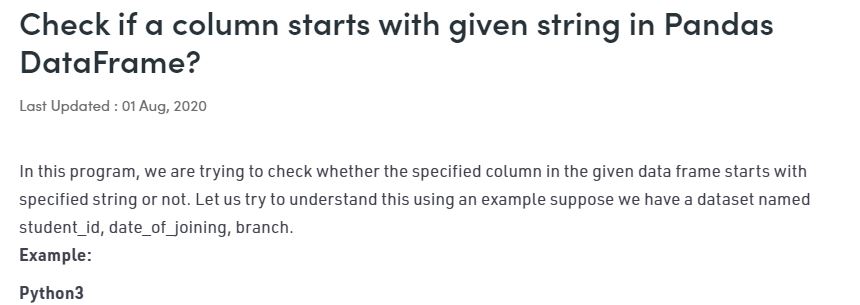 Check if a column starts with given string in Pandas
DataFrame?
Last Updated : 01 Aug, 2020
In this program, we are trying to check whether the specified column in the given data frame starts with
specified string or not. Let us try to understand this using an example suppose we have a dataset named
student_id, date_of_joining, branch.
Example:
Python3